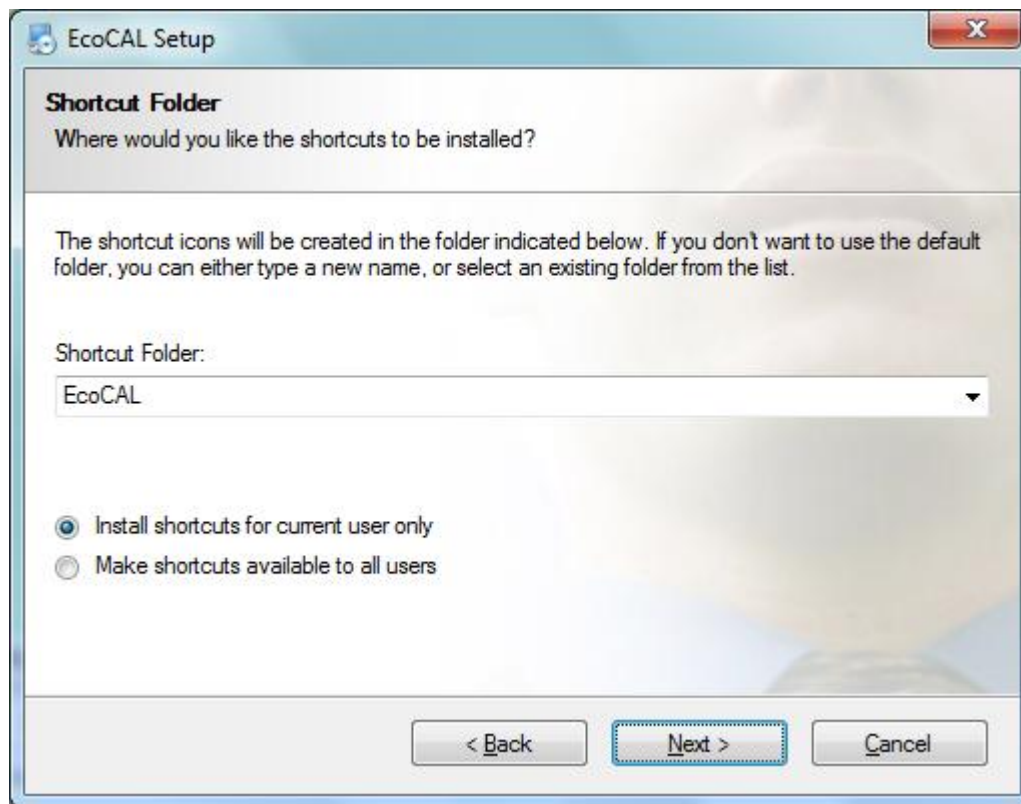 EcoCAL Setup
Shortcut Folder
Where would you like the shortcuts to be installed?
The shortcut icons will be created in the folder indicated below. If you don't want to use the default
folder, you can either type a new name, or select an existing folder from the list.
Shortcut Folder:
EcoCAL
Install shortcuts for current user only
Make shortcuts available to all users
< Back
Next >
Cancel